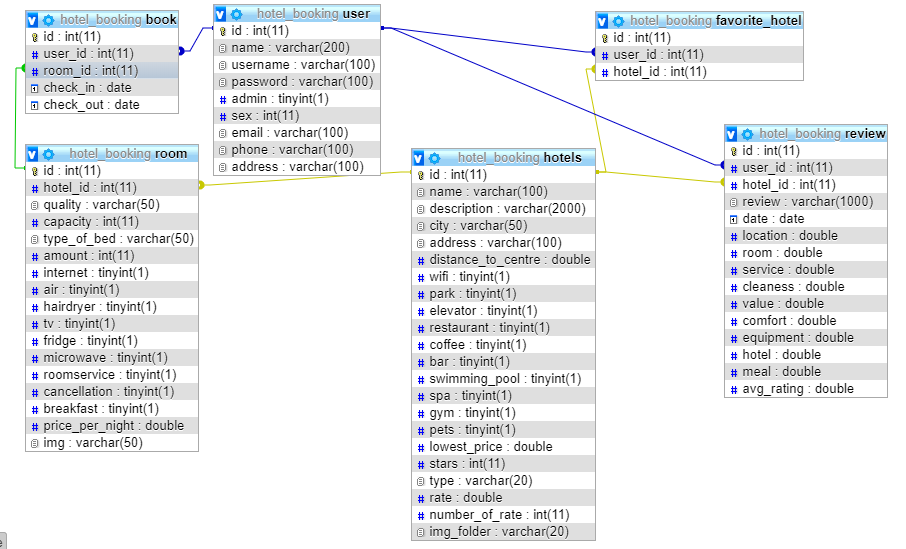 hotel_booking book
id : int(11)
user_id : int(11)
room_id : int(11)
check_in : date
check_out : date
hotel_booking user
id : int(11)
name : varchar(200)
username : varchar(100)
password : varchar(100)
admin : tinyint(1)
sex : int(11)
email : varchar(100)
phone : varchar(100)
address : varchar(100)
hotel_booking favorite_hotel
id : int(11)
user_id : int(11)
hotel_id : int(11)
hotel_booking room
id : int(11)
hotel_id : int(11)
quality : varchar(50)
capacity : int(11)
type_of_bed : varchar(50)
amount : int(11)
internet : tinyint(1)
air : tinyint(1)
hairdryer : tinyint(1)
tv : tinyint(1)
fridge : tinyint(1)
microwave : tinyint(1)
roomservice : tinyint(1)
cancellation : tinyint(1)
breakfast : tinyint(1)
price_per_night : double
img : varchar(50)
hotel_booking hotels
id : int(11)
name : varchar(100)
description : varchar(2000)
city : varchar(50)
address : varchar(100)
distance_to_centre : double
wifi : tinyint(1)
park : tinyint(1)
elevator : tinyint(1)
restaurant : tinyint(1)
coffee : tinyint(1)
bar : tinyint(1)
swimming_pool : tinyint(1)
spa : tinyint(1)
gym : tinyint(1)
pets : tinyint(1)
lowest_price : double
stars : int(11)
type : varchar(20)
rate : double
number_of_rate : int(11)
img_folder : varchar(20)
hotel_booking review
id : int(11)
user_id : int(11)
hotel_id : int(11)
review : varchar(1000)
date : date
location : double
room : double
service : double
cleaness : double
value : double
comfort : double
equipment : double
hotel : double
meal : double
avg_rating : double